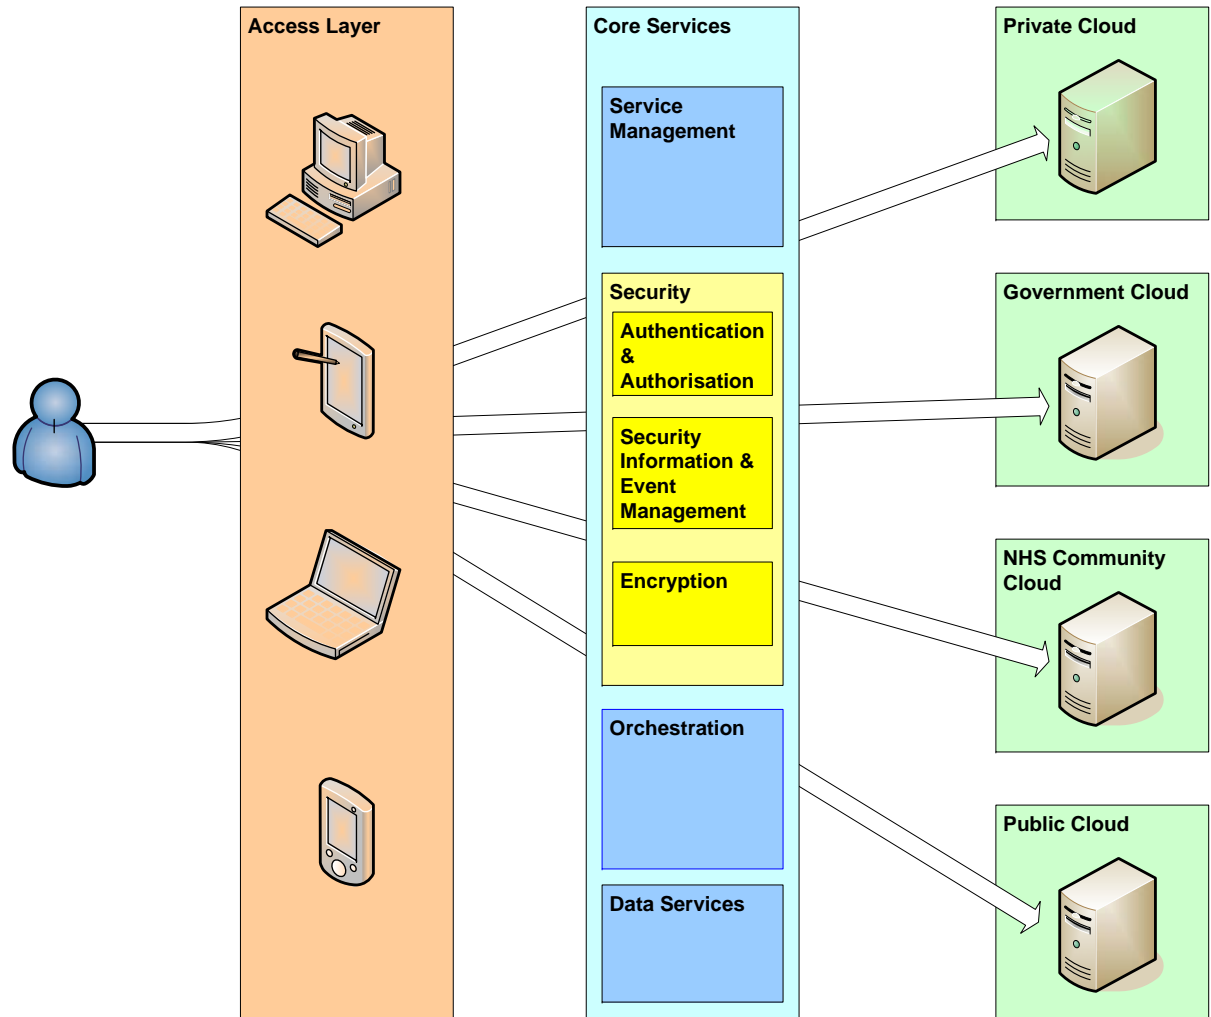 Access Layer
Core Services
Service
Management
Security
Authentication
&
Authorisation
Security
Information &
Event
Management
Encryption
Orchestration
Data Services
Private Cloud
Government Cloud
NHS Community
Cloud
Public Cloud